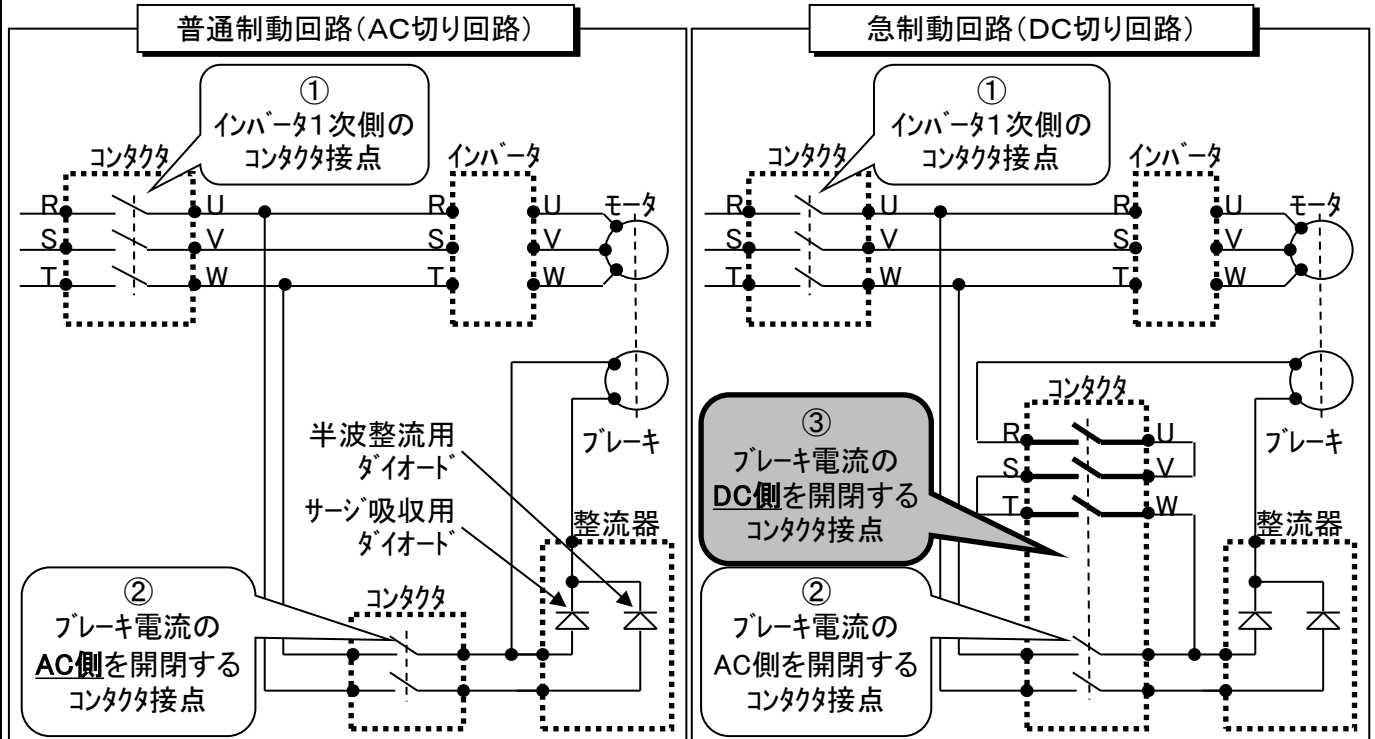 普通制動回路(AC切り回路)
①
インバータ1次側の
コンタクタ接点
コンタクタ
インバータ
R
S
T
U
V
W
R
S
T
U
V
W
モータ
ブレーキ
半波整流用
ダイオード
サージ吸収用
ダイオード
整流器
コンタクタ
②
ブレーキ電流の
AC側を開閉する
コンタクタ接点
急制動回路(DC切り回路)
①
インバータ1次側の
コンタクタ接点
コンタクタ
インバータ
R
S
T
U
V
W
R
S
T
U
V
W
モータ
ブレーキ
コンタクタ
R
S
T
U
V
W
③
ブレーキ電流の
DC側を開閉する
コンタクタ接点
整流器
②
ブレーキ電流の
AC側を開閉する
コンタクタ接点